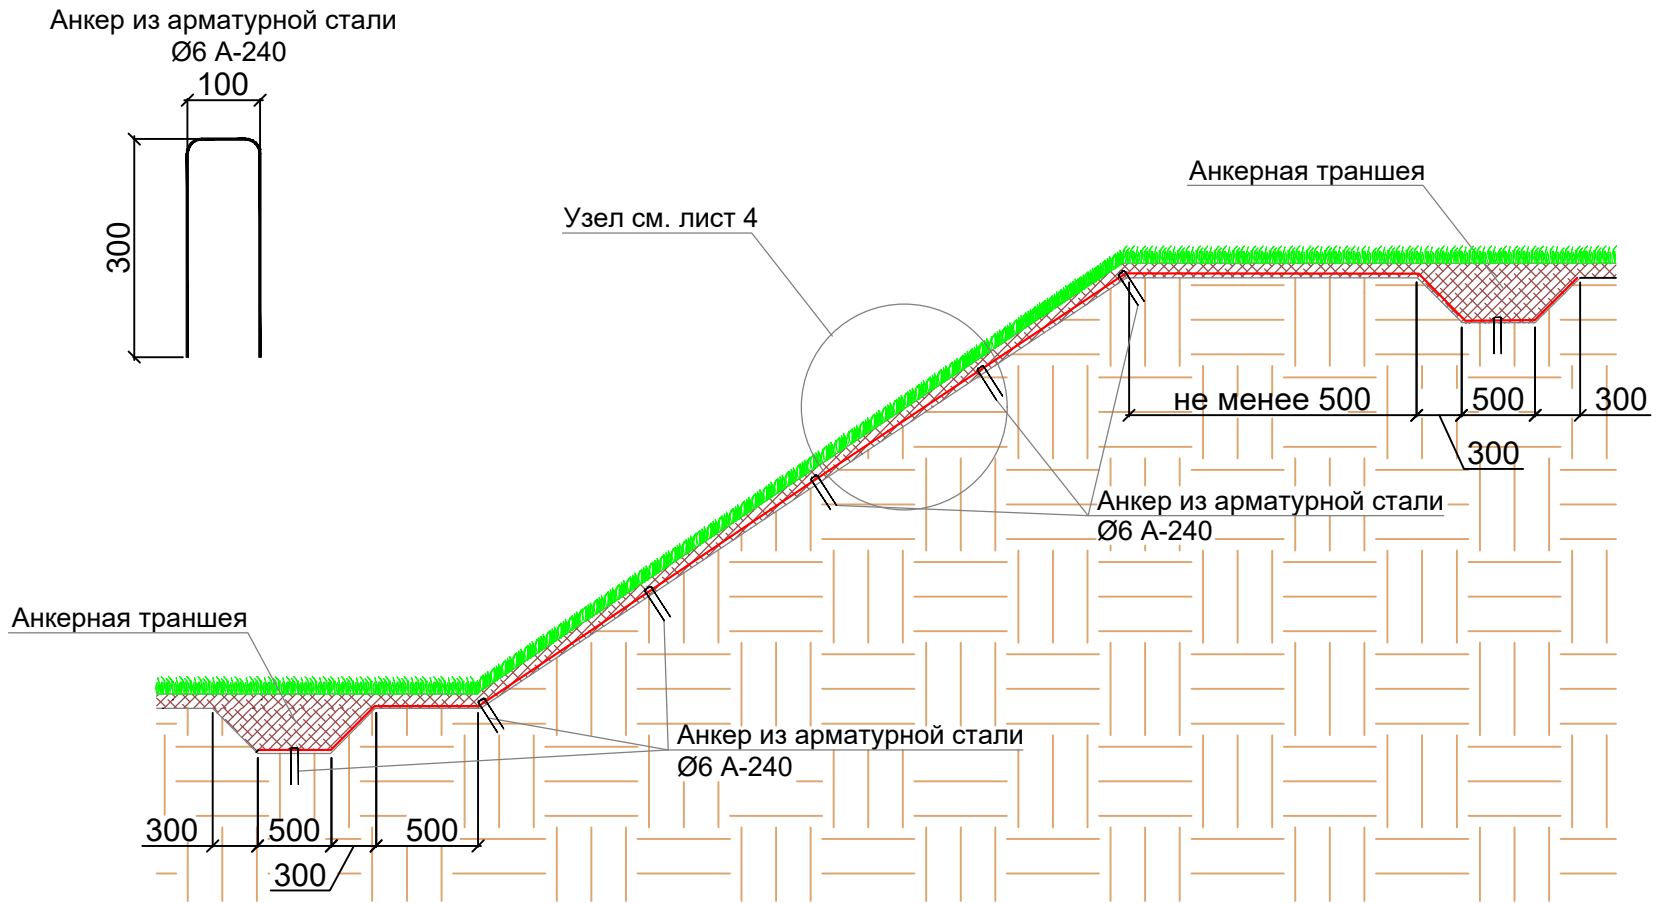 Анкер из арматурной стали
Ø6 А-240
100
300
Узел см. лист 4
Анкерная траншея
не менее 500
500
300
300
Анкер из арматурной стали
Ø6 А-240
Анкерная траншея
Анкер из арматурной стали
Ø6 А-240
300
500
500
300